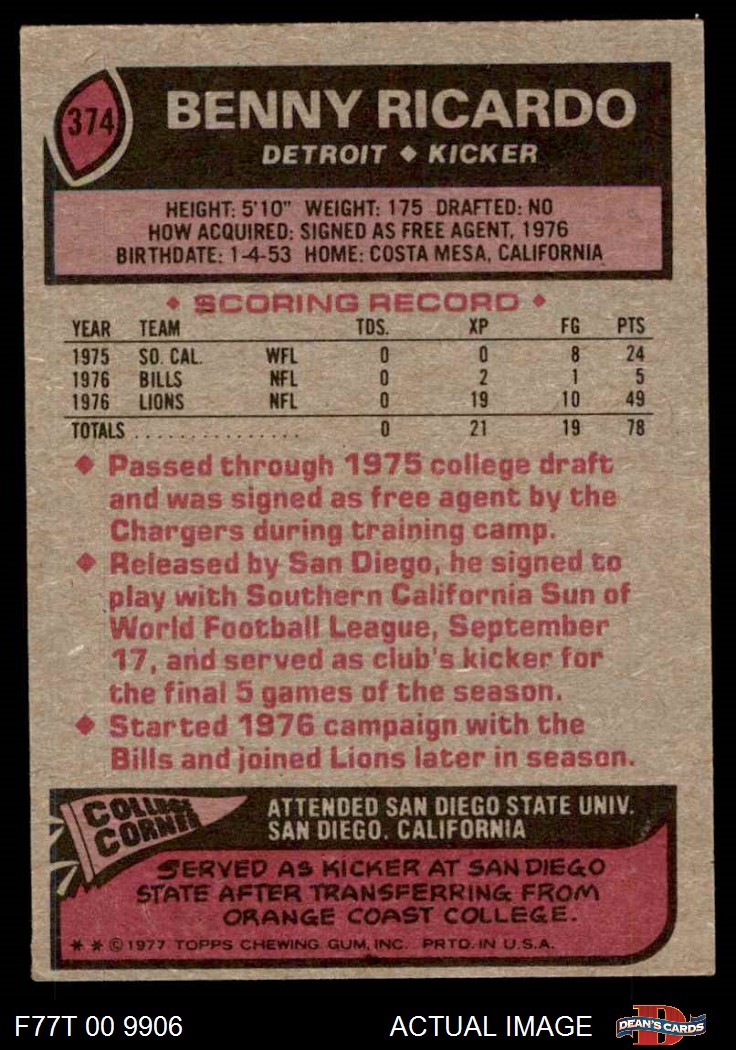 374
BENNY RICARDO
DETROIT ◆ KICKER
HEIGHT: 5'10" WEIGHT: 175 DRAFTED: NO
HOW ACQUIRED: SIGNED AS FREE AGENT, 1976
BIRTHDATE: 1-4-53 HOME: COSTA MESA, CALIFORNIA
◆ SCORING RECORD ◆
YEAR TEAM TDS. XP FG PTS
1975 SO. CAL. WFL 0 0 8 24
1976 BILLS NFL 0 2 1 5
1976 LIONS NFL 0 19 10 49
TOTALS ................ 0 21 19 78
◆ Passed through 1975 college draft
and was signed as free agent by the
Chargers during training camp.
◆ Released by San Diego, he signed to
play with Southern California Sun of
World Football League, September
17, and served as club's kicker for
the final 5 games of the season.
◆ Started 1976 campaign with the
Bills and joined Lions later in season.
COLLEGE
CORNER
ATTENDED SAN DIEGO STATE UNIV.
SAN DIEGO, CALIFORNIA
SERVED AS KICKER AT SAN DIEGO
STATE AFTER TRANSFERRING FROM
ORANGE COAST COLLEGE.
* * © 1977 TOPPS CHEWING GUM, INC. PRTD. IN U.S.A.
F77T 00 9906
ACTUAL IMAGE
D
DEAN'S CARDS